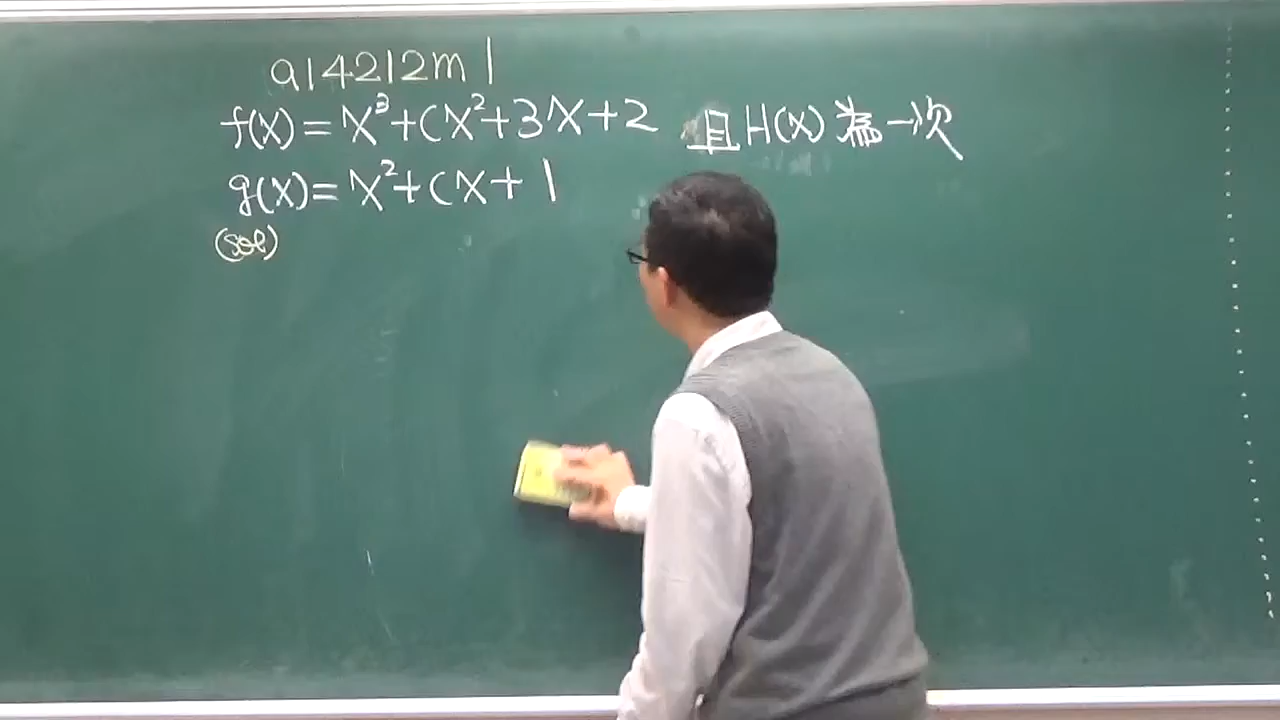 a14212m1
f(x)=x³+cx²+3x+2 且H(x)為一次
g(x)=x²+cx+1
(sol)